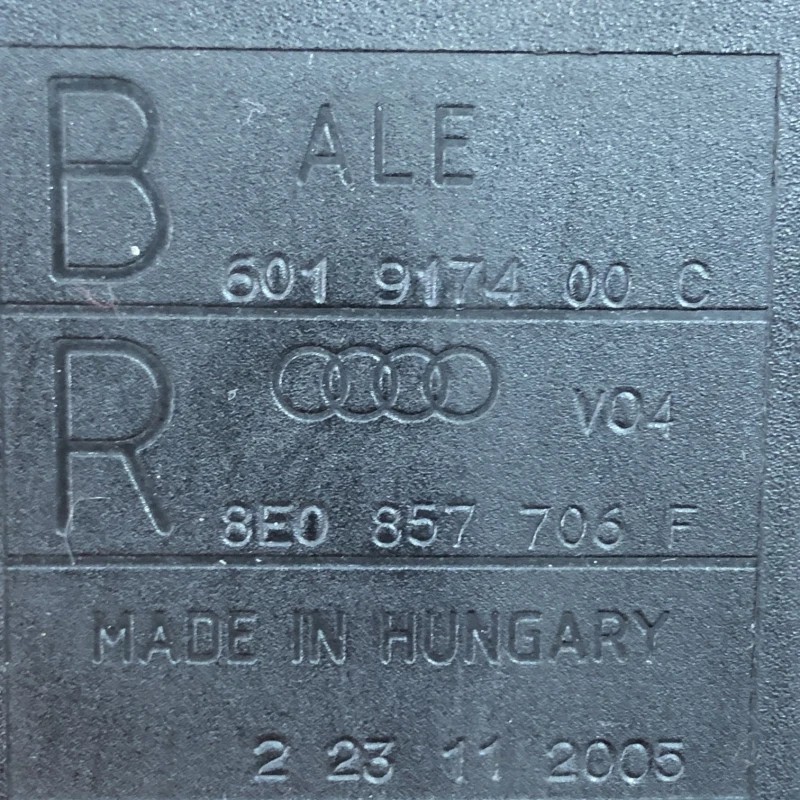 B ALE
601 9174 00 C
R V04
8E0 857 706 F
MADE IN HUNGARY
2 23 11 2005